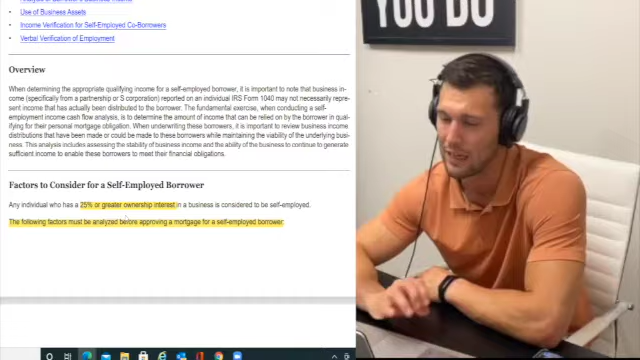 Use of Business Assets
Income Verification for Self-Employed Co-Borrowers
Verbal Verification of Employment
Overview
When determining the appropriate qualifying income for a self-employed borrower, it is important to note that business in-
come (specifically from a partnership or S corporation) reported on an individual IRS Form 1040 may not necessarily repre-
sent income that has actually been distributed to the borrower. The fundamental exercise, when conducting a self-
employment income cash flow analysis, is to determine the amount of income that can be relied on by the borrower in qual-
ifying for their personal mortgage obligation. When underwriting these borrowers, it is important to review business income
distributions that have been made or could be made to these borrowers while maintaining the viability of the underlying busi-
ness. This analysis includes assessing the stability of business income and the ability of the business to continue to generate
sufficient income to enable these borrowers to meet their financial obligations.
Factors to Consider for a Self-Employed Borrower
Any individual who has a 25% or greater ownership interest in a business is considered to be self-employed.
The following factors must be analyzed before approving a mortgage for a self-employed borrower:
YOU DO